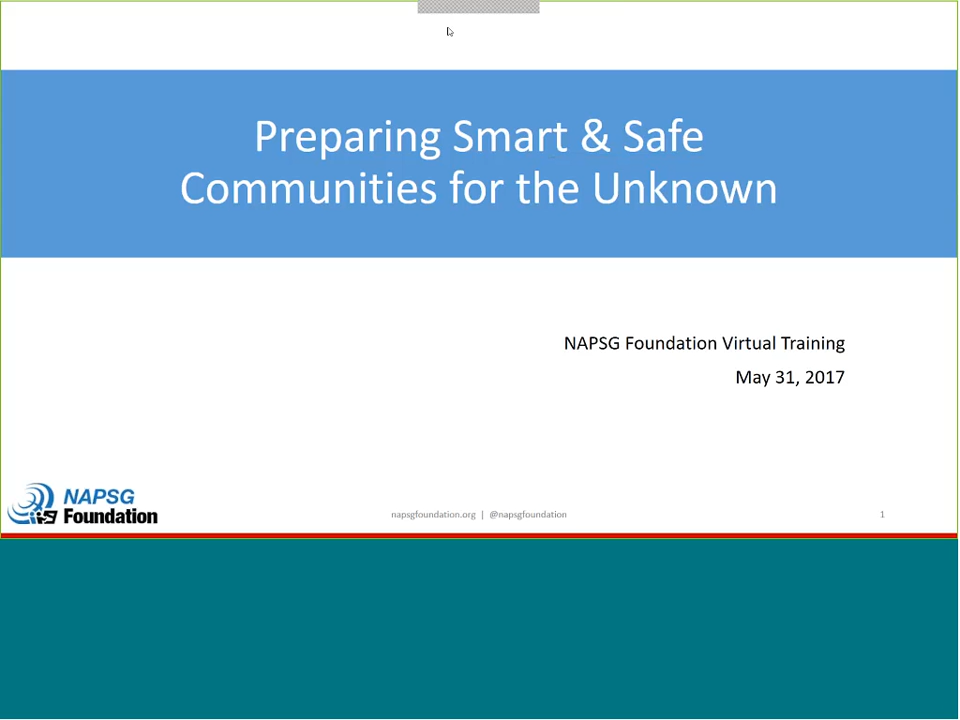 Preparing Smart & Safe
Communities for the Unknown
NAPSG Foundation Virtual Training
May 31, 2017
NAPSG
Foundation
napsgfoundation.org | @napsgfoundation
1